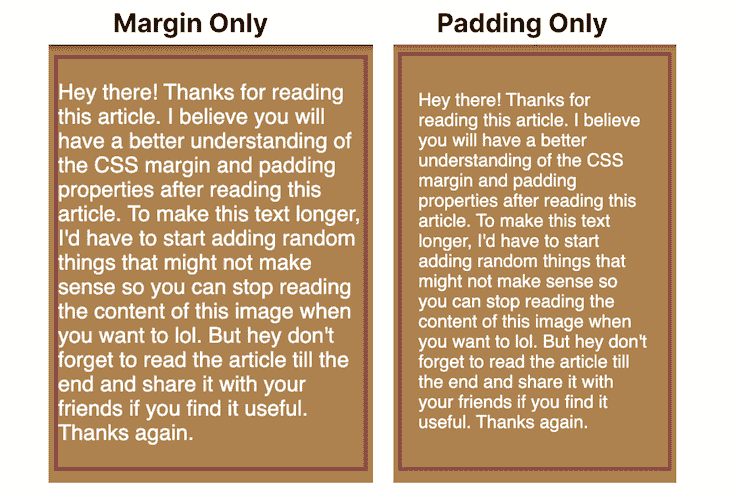 Margin Only
Hey there! Thanks for reading
this article. I believe you will
have a better understanding of
the CSS margin and padding
properties after reading this
article. To make this text longer,
I'd have to start adding random
things that might not make
sense so you can stop reading
the content of this image when
you want to lol. But hey don't
forget to read the article till the
end and share it with your
friends if you find it useful.
Thanks again.
Padding Only
Hey there! Thanks for
reading this article. I believe
you will have a better
understanding of the CSS
margin and padding
properties after reading this
article. To make this text
longer, I'd have to start
adding random things that
might not make sense so
you can stop reading the
content of this image when
you want to lol. But hey don't
forget to read the article till
the end and share it with
your friends if you find it
useful. Thanks again.